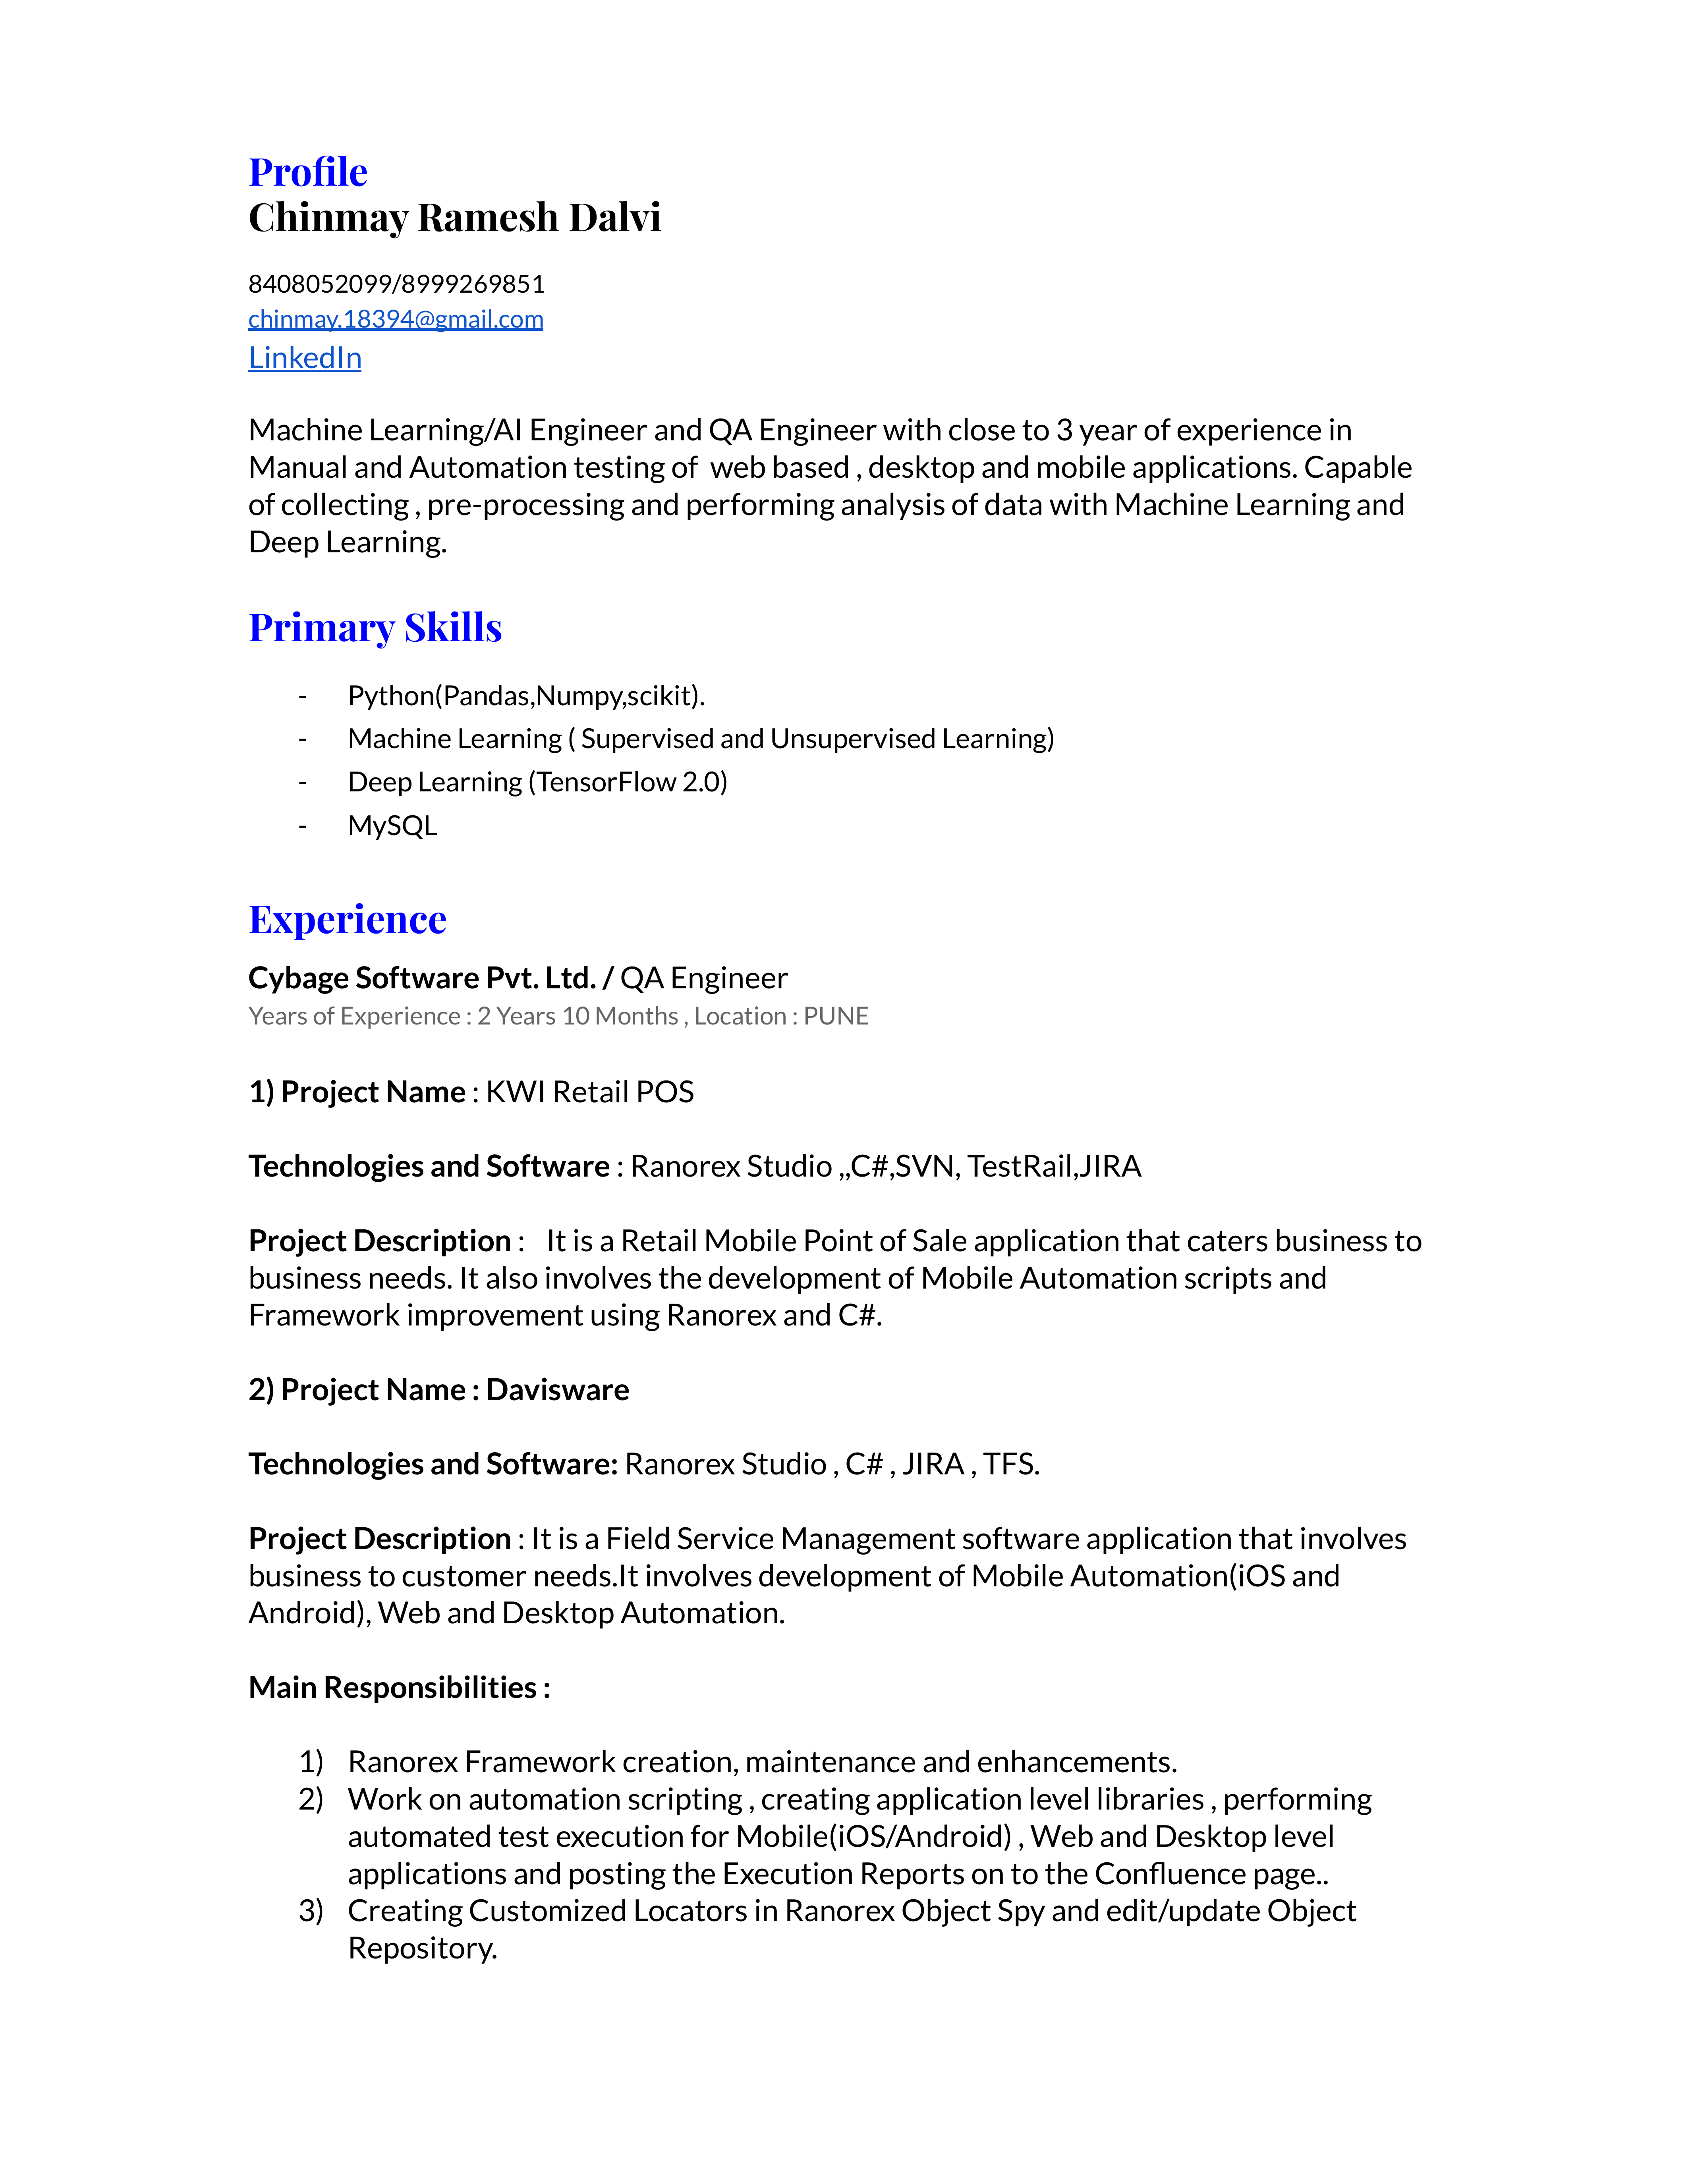 Profile
Chinmay Ramesh Dalvi
8408052099/8999269851
chinmay.18394@gmail.com
LinkedIn
Machine Learning/AI Engineer and QA Engineer with close to 3 year of experience in
Manual and Automation testing of  web based , desktop and mobile applications. Capable
of collecting , pre-processing and performing analysis of data with Machine Learning and
Deep Learning.
Primary Skills
- Python(Pandas,Numpy,scikit).
- Machine Learning ( Supervised and Unsupervised Learning)
- Deep Learning (TensorFlow 2.0)
- MySQL
Experience
Cybage Software Pvt. Ltd. / QA Engineer
Years of Experience : 2 Years 10 Months , Location : PUNE
1) Project Name : KWI Retail POS
Technologies and Software : Ranorex Studio ,,C#,SVN, TestRail,JIRA
Project Description :   It is a Retail Mobile Point of Sale application that caters business to
business needs. It also involves the development of Mobile Automation scripts and
Framework improvement using Ranorex and C#.
2) Project Name : Davisware
Technologies and Software: Ranorex Studio , C# , JIRA , TFS.
Project Description : It is a Field Service Management software application that involves
business to customer needs.It involves development of Mobile Automation(iOS and
Android), Web and Desktop Automation.
Main Responsibilities :
1) Ranorex Framework creation, maintenance and enhancements.
2) Work on automation scripting , creating application level libraries , performing
automated test execution for Mobile(iOS/Android) , Web and Desktop level
applications and posting the Execution Reports on to the Confluence page..
3) Creating Customized Locators in Ranorex Object Spy and edit/update Object
Repository.